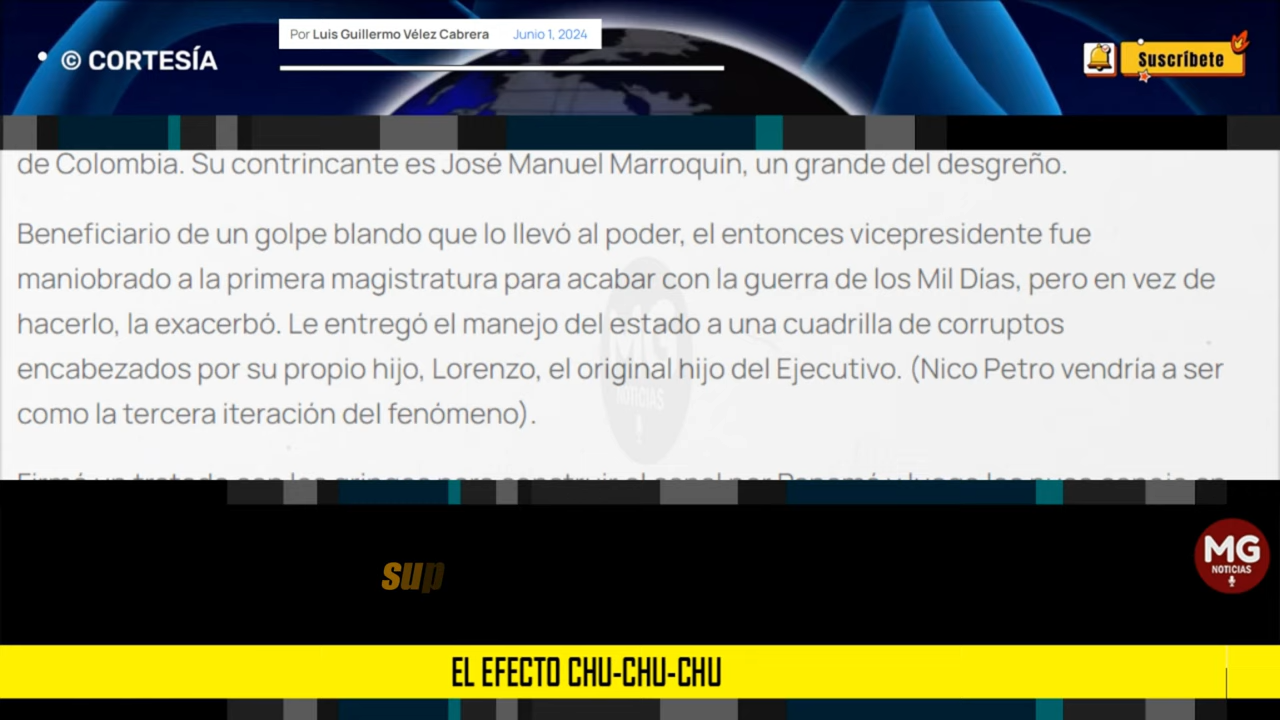 Por Luis Guillermo Vélez Cabrera Junio 1, 2024
© CORTESÍA
Suscríbete
de Colombia. Su contrincante es José Manuel Marroquín, un grande del desgreño.
Beneficiario de un golpe blando que lo llevó al poder, el entonces vicepresidente fue
maniobrado a la primera magistratura para acabar con la guerra de los Mil Días, pero en vez de
hacerlo, la exacerbó. Le entregó el manejo del estado a una cuadrilla de corruptos
encabezados por su propio hijo, Lorenzo, el original hijo del Ejecutivo. (Nico Petro vendría a ser
como la tercera iteración del fenómeno).
MG
NOTICIAS
sup
MG
NOTICIAS
EL EFECTO CHU-CHU-CHU